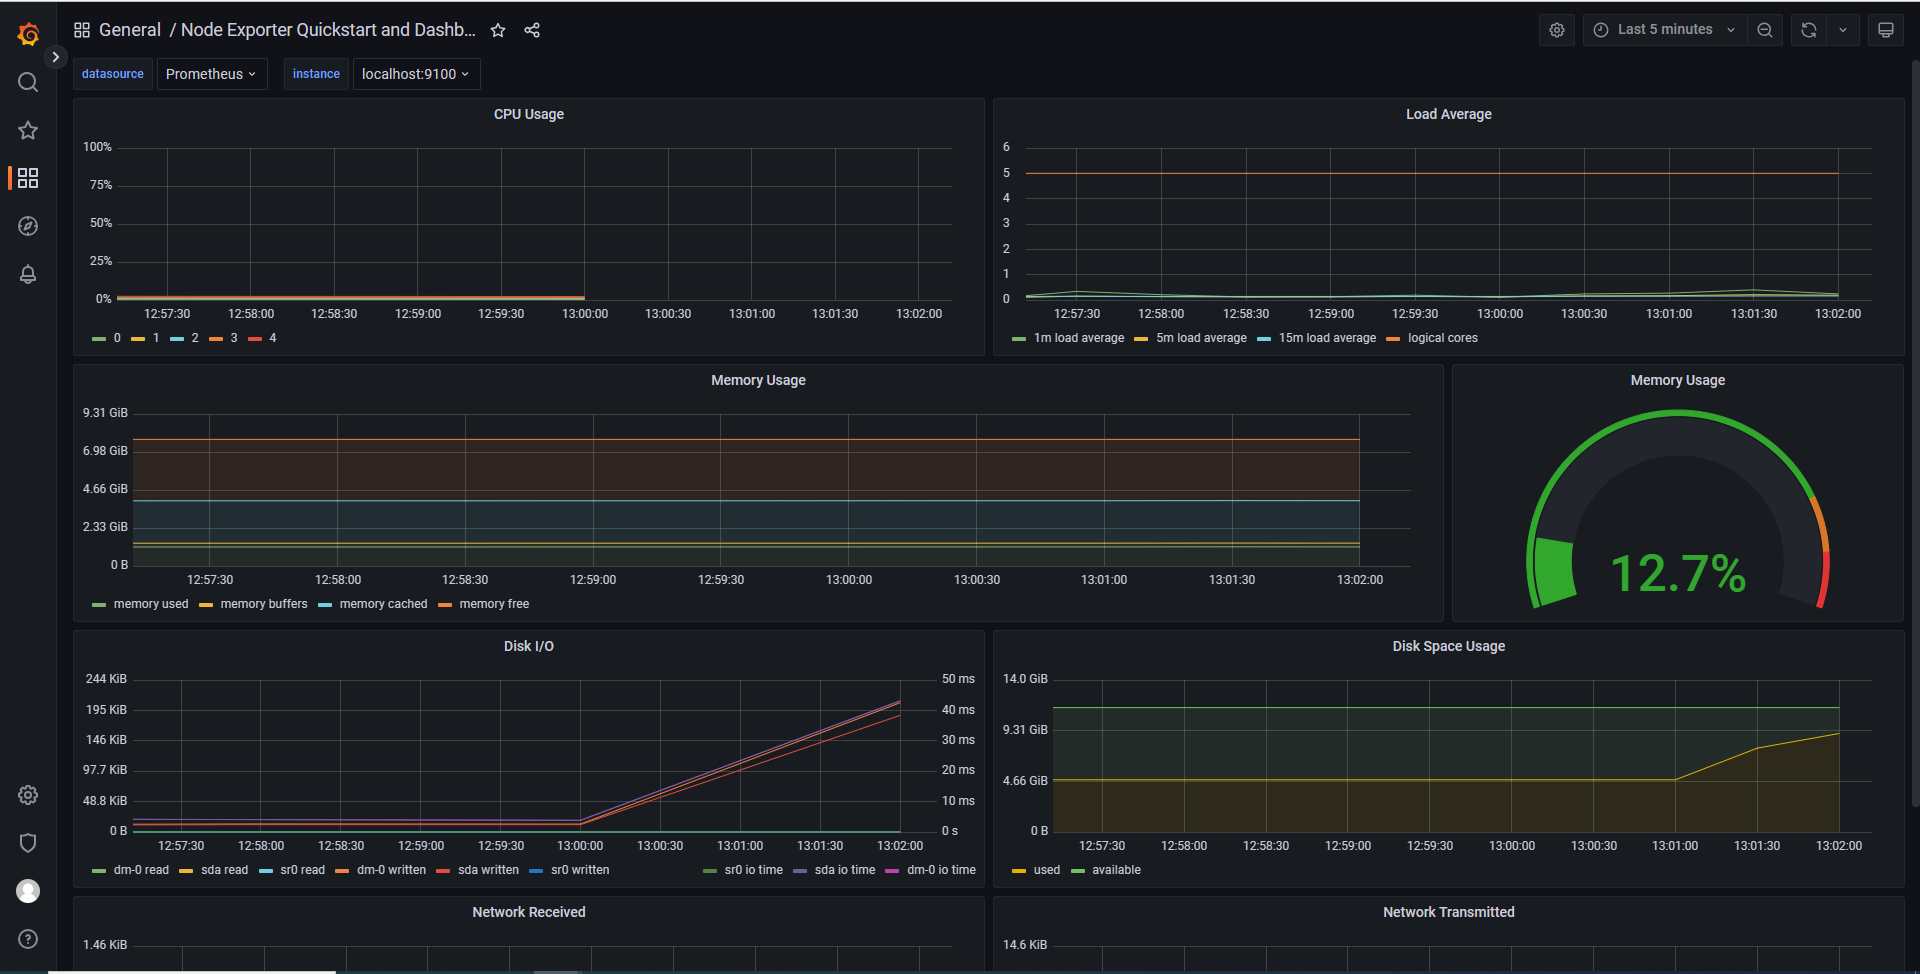 General / Node Exporter Quickstart and Dashb...
Last 5 minutes
datasource Prometheus instance localhost:9100
CPU Usage
100%
75%
50%
25%
0%
12:57:30 12:58:00 12:58:30 12:59:00 12:59:30 13:00:00 13:00:30 13:01:00 13:01:30 13:02:00
0 1 2 3 4
Load Average
6
5
4
3
2
1
0
12:57:30 12:58:00 12:58:30 12:59:00 12:59:30 13:00:00 13:00:30 13:01:00 13:01:30 13:02:00
1m load average 5m load average 15m load average logical cores
Memory Usage
9.31 GiB
6.98 GiB
4.66 GiB
2.33 GiB
0 B
12:57:30 12:58:00 12:58:30 12:59:00 12:59:30 13:00:00 13:00:30 13:01:00 13:01:30 13:02:00
memory used memory buffers memory cached memory free
Memory Usage
12.7%
Disk I/O
244 KiB 50 ms
195 KiB 40 ms
146 KiB 30 ms
97.7 KiB 20 ms
48.8 KiB 10 ms
0 B 0 s
12:57:30 12:58:00 12:58:30 12:59:00 12:59:30 13:00:00 13:00:30 13:01:00 13:01:30 13:02:00
dm-0 read sda read sr0 read dm-0 written sda written sr0 written sr0 io time sda io time dm-0 io time
Disk Space Usage
14.0 GiB
9.31 GiB
4.66 GiB
0 B
12:57:30 12:58:00 12:58:30 12:59:00 12:59:30 13:00:00 13:00:30 13:01:00 13:01:30 13:02:00
used available
Network Received
1.46 KiB
Network Transmitted
14.6 KiB